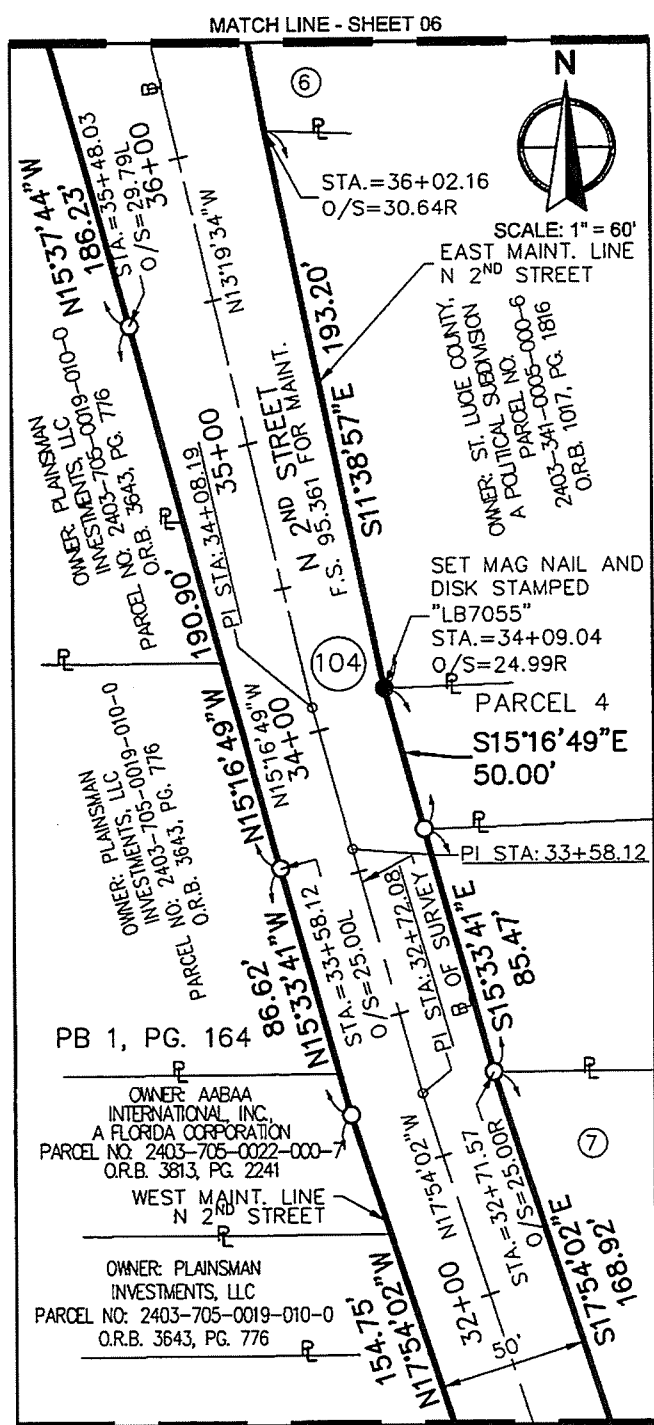 MATCH LINE - SHEET 06
6
N
PL
STA.=36+02.16
O/S=30.64R
SCALE: 1" = 60'
EAST MAINT. LINE
N 2ND STREET
N15°37'44"W
186.23'
STA.=35+48.03
O/S=29.79L
36+00
B
N13°19'34"W
S11°38'57"E 193.20'
OWNER: ST. LUCIE COUNTY,
A POLITICAL SUBDIVISION
PARCEL NO:
2403-341-0005-000-6
O.R.B. 1017, PG. 1816
N 2ND STREET
F.S. 95.361 FOR MAINT.
35+00
PI STA: 34+08.19
OWNER: PLAINSMAN
INVESTMENTS, LLC
PARCEL NO: 2403-705-0019-010-0
O.R.B. 3643, PG. 776
PL
190.90'
N15°16'49"W
PL
104
SET MAG NAIL AND
DISK STAMPED
"LB7055"
STA.=34+09.04
O/S=24.99R
PL
PARCEL 4
S15°16'49"E
50.00'
N15°16'49"W
34+00
OWNER: PLAINSMAN
INVESTMENTS, LLC
PARCEL NO: 2403-705-0019-010-0
O.R.B. 3643, PG. 776
PL
PI STA: 33+58.12
86.62'
N15°33'41"W
STA.=33+58.12
O/S=25.00L
PI STA: 32+72.08
B OF SURVEY
B
S15°33'41"E
85.47'
PB 1, PG. 164
PL
PL
OWNER: AABAA
INTERNATIONAL, INC.,
A FLORIDA CORPORATION
PARCEL NO: 2403-705-0022-000-7
O.R.B. 3813, PG. 2241
WEST MAINT. LINE
N 2ND STREET
PL
N17°54'02"W
32+00
STA.=32+71.57
O/S=25.00R
7
OWNER: PLAINSMAN
INVESTMENTS, LLC
PARCEL NO: 2403-705-0019-010-0
O.R.B. 3643, PG. 776
PL
154.75'
N17°54'02"W
50'
S17°54'02"E
168.92'